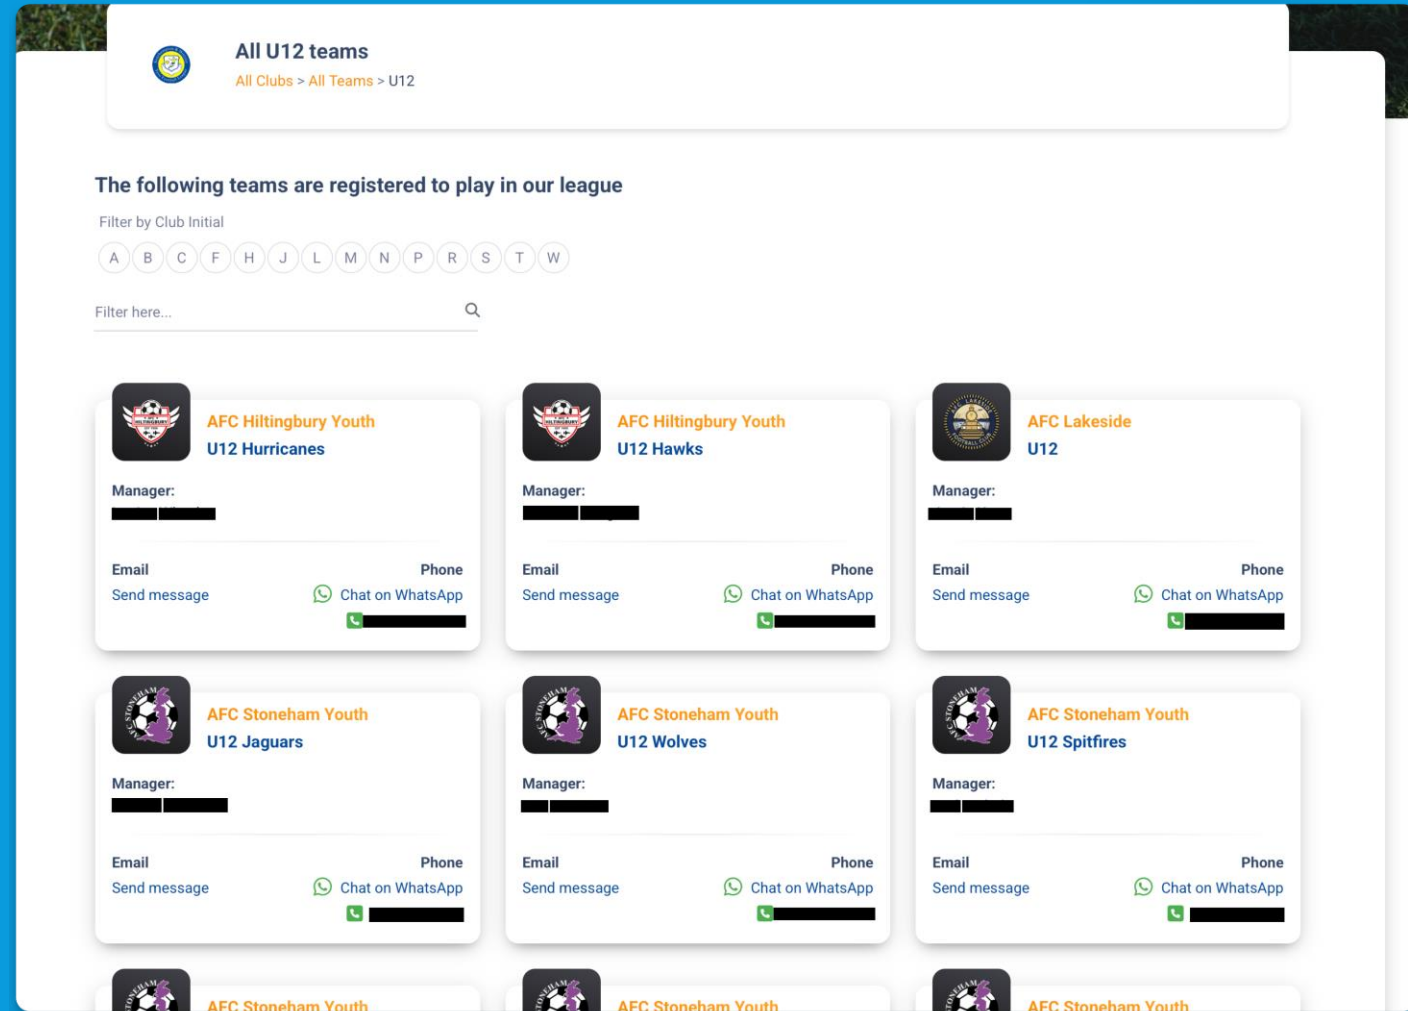 All U12 teams
All Clubs > All Teams > U12
The following teams are registered to play in our league
Filter by Club Initial
A B C F H J L M N P R S T W
Filter here...
AFC Hiltingbury Youth
U12 Hurricanes
Manager:
Email Phone
Send message Chat on WhatsApp
AFC Hiltingbury Youth
U12 Hawks
Manager:
Email Phone
Send message Chat on WhatsApp
AFC Lakeside
U12
Manager:
Email Phone
Send message Chat on WhatsApp
AFC Stoneham Youth
U12 Jaguars
Manager:
Email Phone
Send message Chat on WhatsApp
AFC Stoneham Youth
U12 Wolves
Manager:
Email Phone
Send message Chat on WhatsApp
AFC Stoneham Youth
U12 Spitfires
Manager:
Email Phone
Send message Chat on WhatsApp
AFC Stoneham Youth
AFC Stoneham Youth
AFC Stoneham Youth